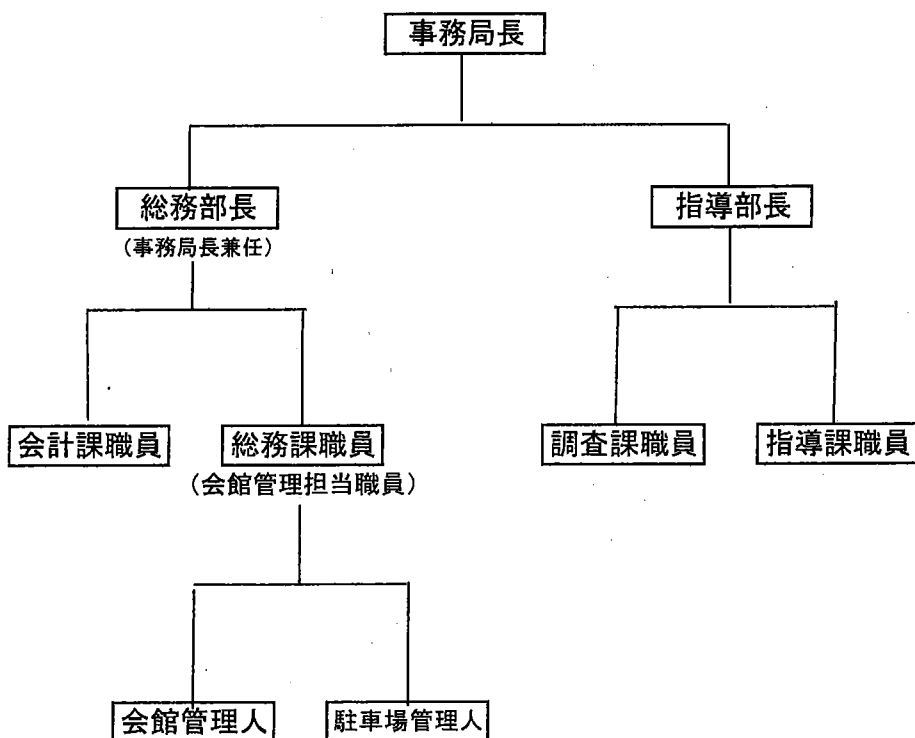 事務局長
総務部長
(事務局長兼任)
指導部長
会計課職員
総務課職員
(会館管理担当職員)
調査課職員
指導課職員
会館管理人
駐車場管理人